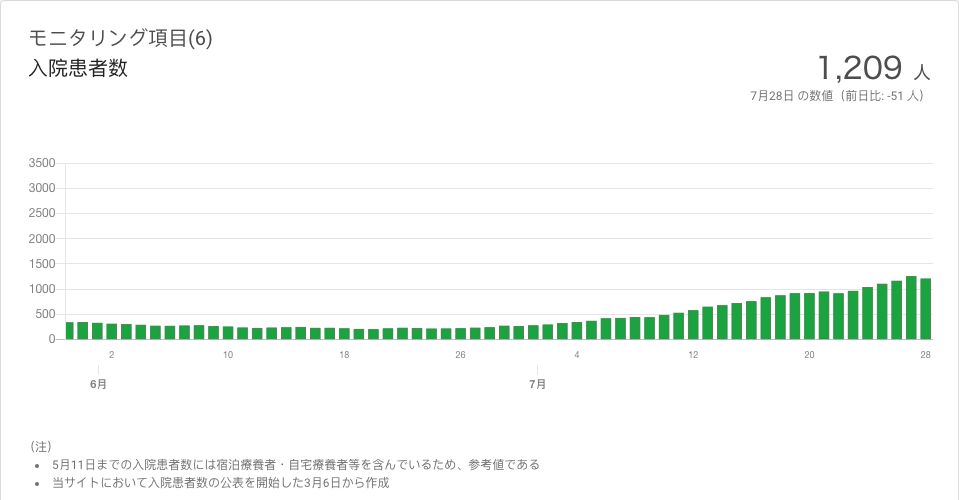 モニタリング項目(6)
入院患者数
1,209 人
7月28日 の数値（前日比: -51 人）
3500
3000
2500
2000
1500
1000
500
0
2 10 18 26 4 12 20 28
6月 7月
（注）
• 5月11日までの入院患者数には宿泊療養者・自宅療養者等を含んでいるため、参考値である
• 当サイトにおいて入院患者数の公表を開始した3月6日から作成